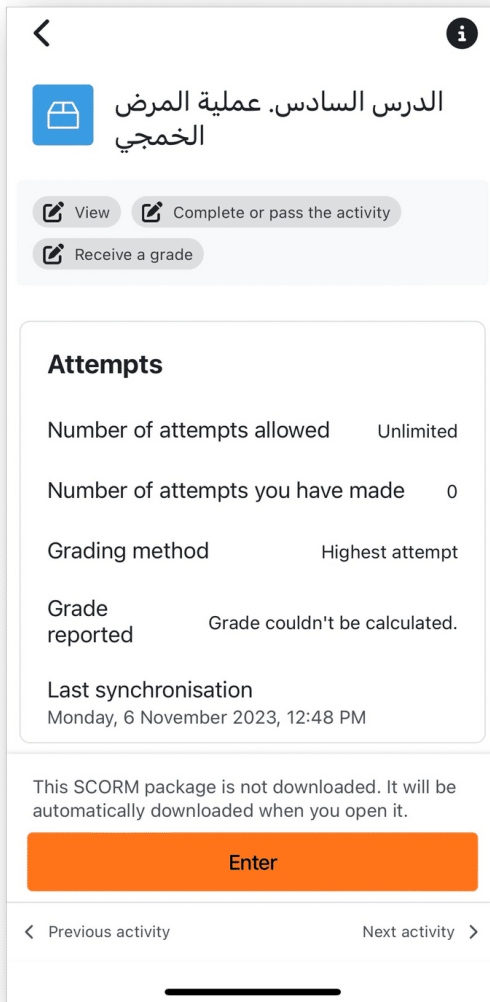 الدرس السادس. عملية المرض
الخمجي
View
Complete or pass the activity
Receive a grade
Attempts
Number of attempts allowed Unlimited
Number of attempts you have made 0
Grading method Highest attempt
Grade
reported
Grade couldn't be calculated.
Last synchronisation
Monday, 6 November 2023, 12:48 PM
This SCORM package is not downloaded. It will be
automatically downloaded when you open it.
Enter
Previous activity Next activity